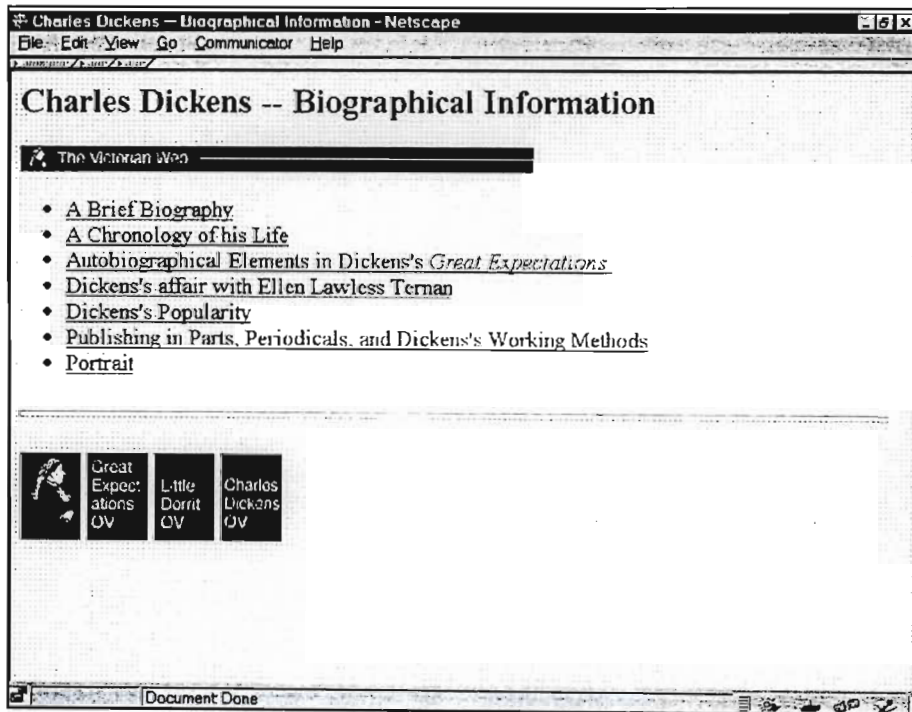 Charles Dickens — Biographical Information - Netscape
File Edit View Go Communicator Help
Charles Dickens -- Biographical Information
The Victorian Web
• A Brief Biography
• A Chronology of his Life
• Autobiographical Elements in Dickens's Great Expectations
• Dickens's affair with Ellen Lawless Ternan
• Dickens's Popularity
• Publishing in Parts, Periodicals, and Dickens's Working Methods
• Portrait
Great Expect ations OV
Little Dorrit OV
Charles Dickens OV
Document Done